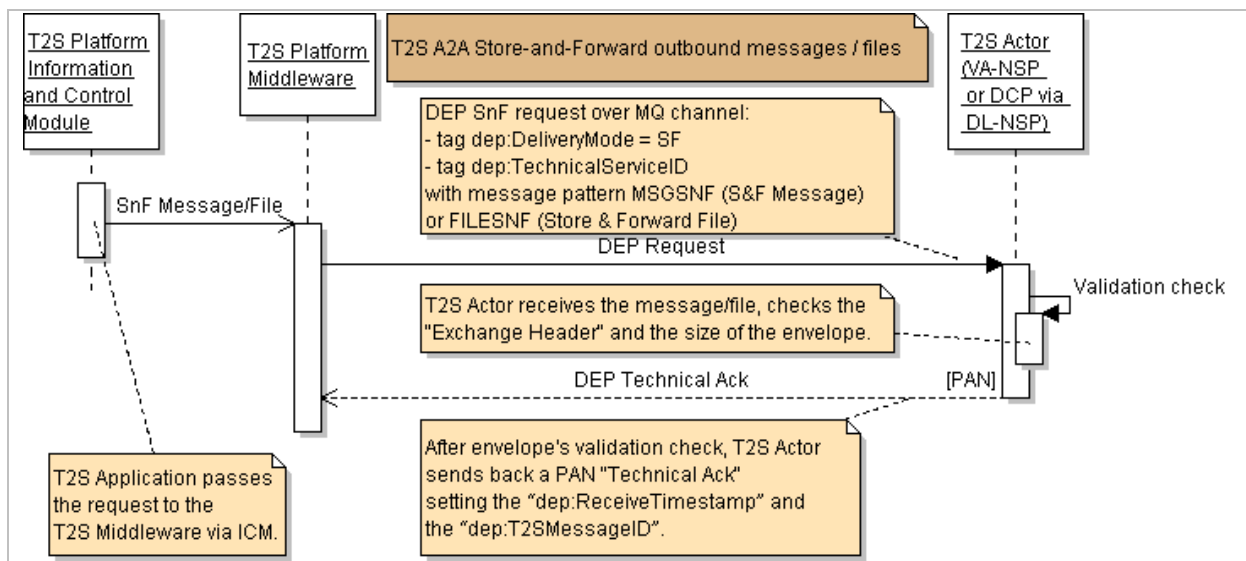 T2S Platform
Information
and Control
Module
T2S Platform
Middleware
T2S A2A Store-and-Forward outbound messages / files
T2S Actor
(VA-NSP
or DCP via
DL-NSP)
DEP SnF request over MQ channel:
- tag dep:DeliveryMode = SF
- tag dep:TechnicalServiceID
with message pattern MSGSNF (S&F Message)
or FILESNF (Store & Forward File)
SnF Message/File
DEP Request
Validation check
T2S Actor receives the message/file, checks the
"Exchange Header" and the size of the envelope.
DEP Technical Ack
[PAN]
After envelope's validation check, T2S Actor
sends back a PAN "Technical Ack"
setting the “dep:ReceiveTimestamp” and
the “dep:T2SMessageID”.
T2S Application passes
the request to the
T2S Middleware via ICM.